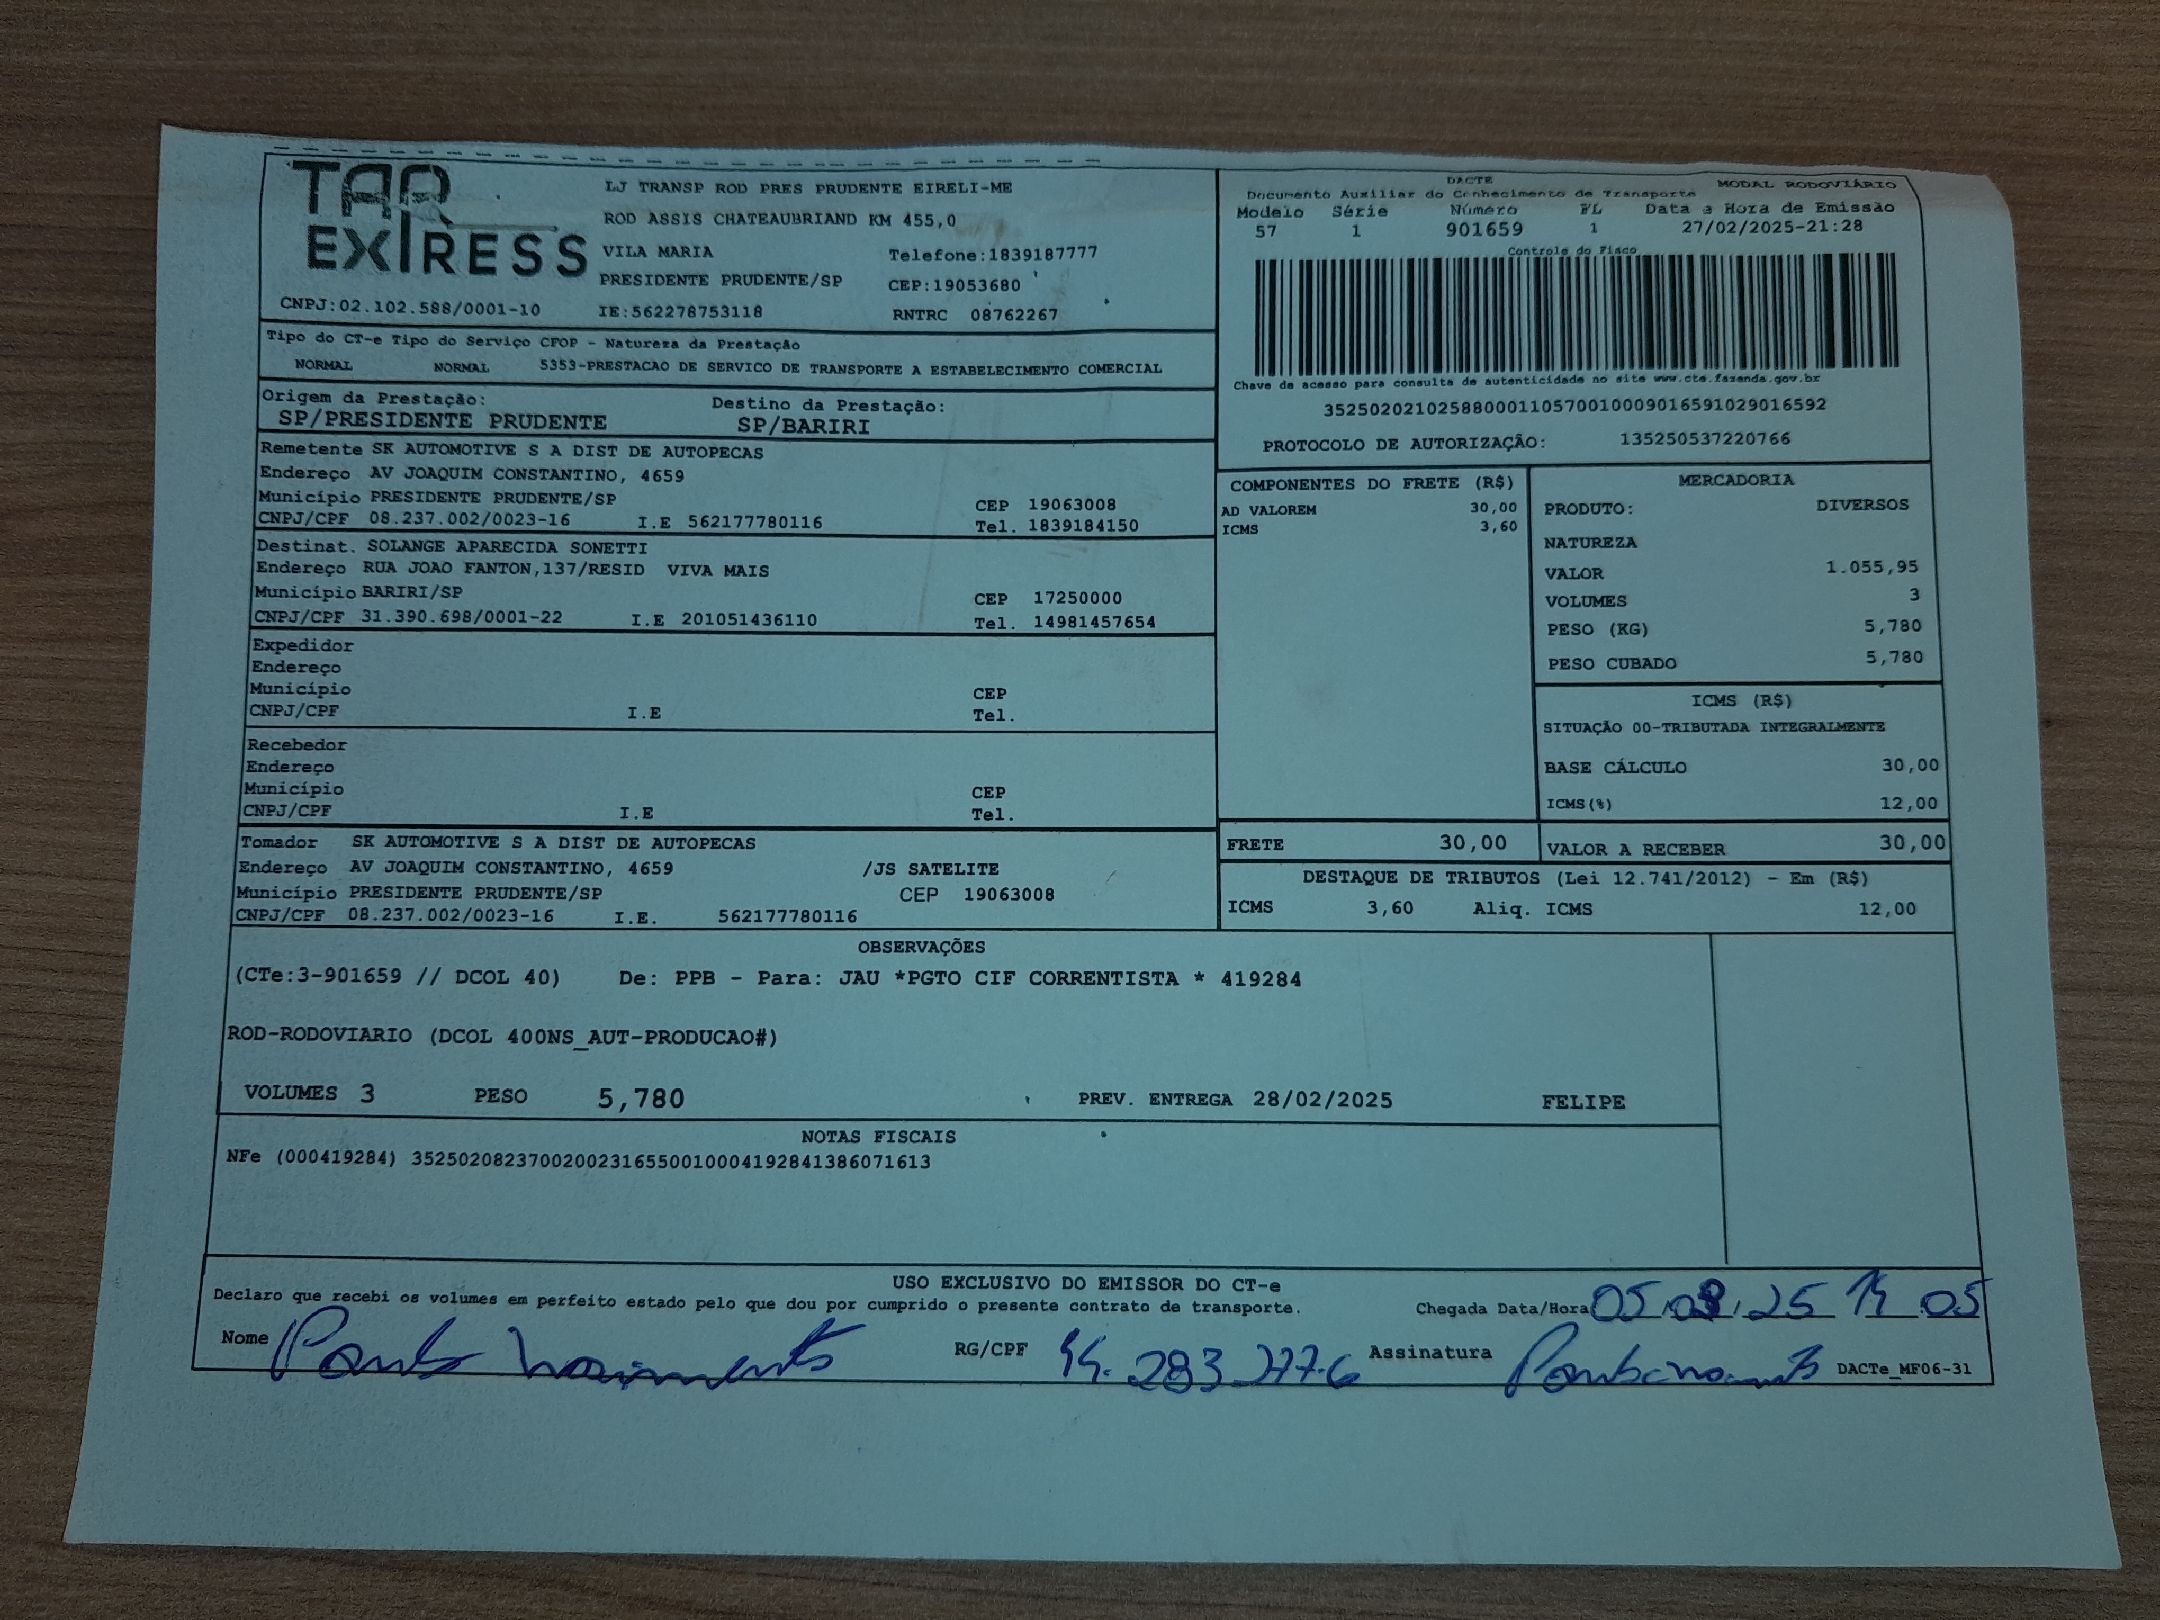 TAR EXPRESS
LJ TRANSP ROD PRES PRUDENTE EIRELI-ME
ROD ASSIS CHATEAUBRIAND KM 455,0
VILA MARIA Telefone:1839187777
PRESIDENTE PRUDENTE/SP CEP:19053680
CNPJ:02.102.588/0001-10 IE:562278753118 RNTRC 08762267
DACTE
Documento Auxiliar do Conhecimento de Transporte MODAL RODOVIÁRIO
Modelo Série Número FL Data e Hora de Emissão
57 1 901659 1 27/02/2025-21:28
Controle do Fisco
Chave de acesso para consulta de autenticidade no site www.cte.fazenda.gov.br
35250202102588000110570010009016591029016592
PROTOCOLO DE AUTORIZAÇÃO: 135250537220766
Tipo do CT-e Tipo do Serviço CFOP - Natureza da Prestação
NORMAL NORMAL 5353-PRESTACAO DE SERVICO DE TRANSPORTE A ESTABELECIMENTO COMERCIAL
Origem da Prestação: Destino da Prestação:
SP/PRESIDENTE PRUDENTE SP/BARIRI
Remetente SK AUTOMOTIVE S A DIST DE AUTOPECAS
Endereço AV JOAQUIM CONSTANTINO, 4659
Município PRESIDENTE PRUDENTE/SP CEP 19063008
CNPJ/CPF 08.237.002/0023-16 I.E 562177780116 Tel. 1839184150
Destinat. SOLANGE APARECIDA SONETTI
Endereço RUA JOAO FANTON,137/RESID VIVA MAIS
Município BARIRI/SP CEP 17250000
CNPJ/CPF 31.390.698/0001-22 I.E 201051436110 Tel. 14981457654
Expedidor
Endereço
Município CEP
CNPJ/CPF I.E Tel.
Recebedor
Endereço
Município CEP
CNPJ/CPF I.E Tel.
Tomador SK AUTOMOTIVE S A DIST DE AUTOPECAS
Endereço AV JOAQUIM CONSTANTINO, 4659 /JS SATELITE
Município PRESIDENTE PRUDENTE/SP CEP 19063008
CNPJ/CPF 08.237.002/0023-16 I.E. 562177780116
COMPONENTES DO FRETE (R$)
AD VALOREM 30,00
ICMS 3,60
MERCADORIA
PRODUTO: DIVERSOS
NATUREZA
VALOR 1.055,95
VOLUMES 3
PESO (KG) 5,780
PESO CUBADO 5,780
ICMS (R$)
SITUAÇÃO 00-TRIBUTADA INTEGRALMENTE
BASE CÁLCULO 30,00
ICMS(%) 12,00
FRETE 30,00 VALOR A RECEBER 30,00
DESTAQUE DE TRIBUTOS (Lei 12.741/2012) - Em (R$)
ICMS 3,60 Aliq. ICMS 12,00
OBSERVAÇÕES
(CTe:3-901659 // DCOL 40) De: PPB - Para: JAU *PGTO CIF CORRENTISTA * 419284
ROD-RODOVIARIO (DCOL 400NS_AUT-PRODUCAO#)
VOLUMES 3 PESO 5,780 PREV. ENTREGA 28/02/2025 FELIPE
NOTAS FISCAIS
NFe (000419284) 35250208237002002316550010004192841386071613
USO EXCLUSIVO DO EMISSOR DO CT-e
Declaro que recebi os volumes em perfeito estado pelo que dou por cumprido o presente contrato de transporte. Chegada Data/Hora 05 03 25 14 05
Nome RG/CPF 44.283.277-6 Assinatura DACTe_MF06-31